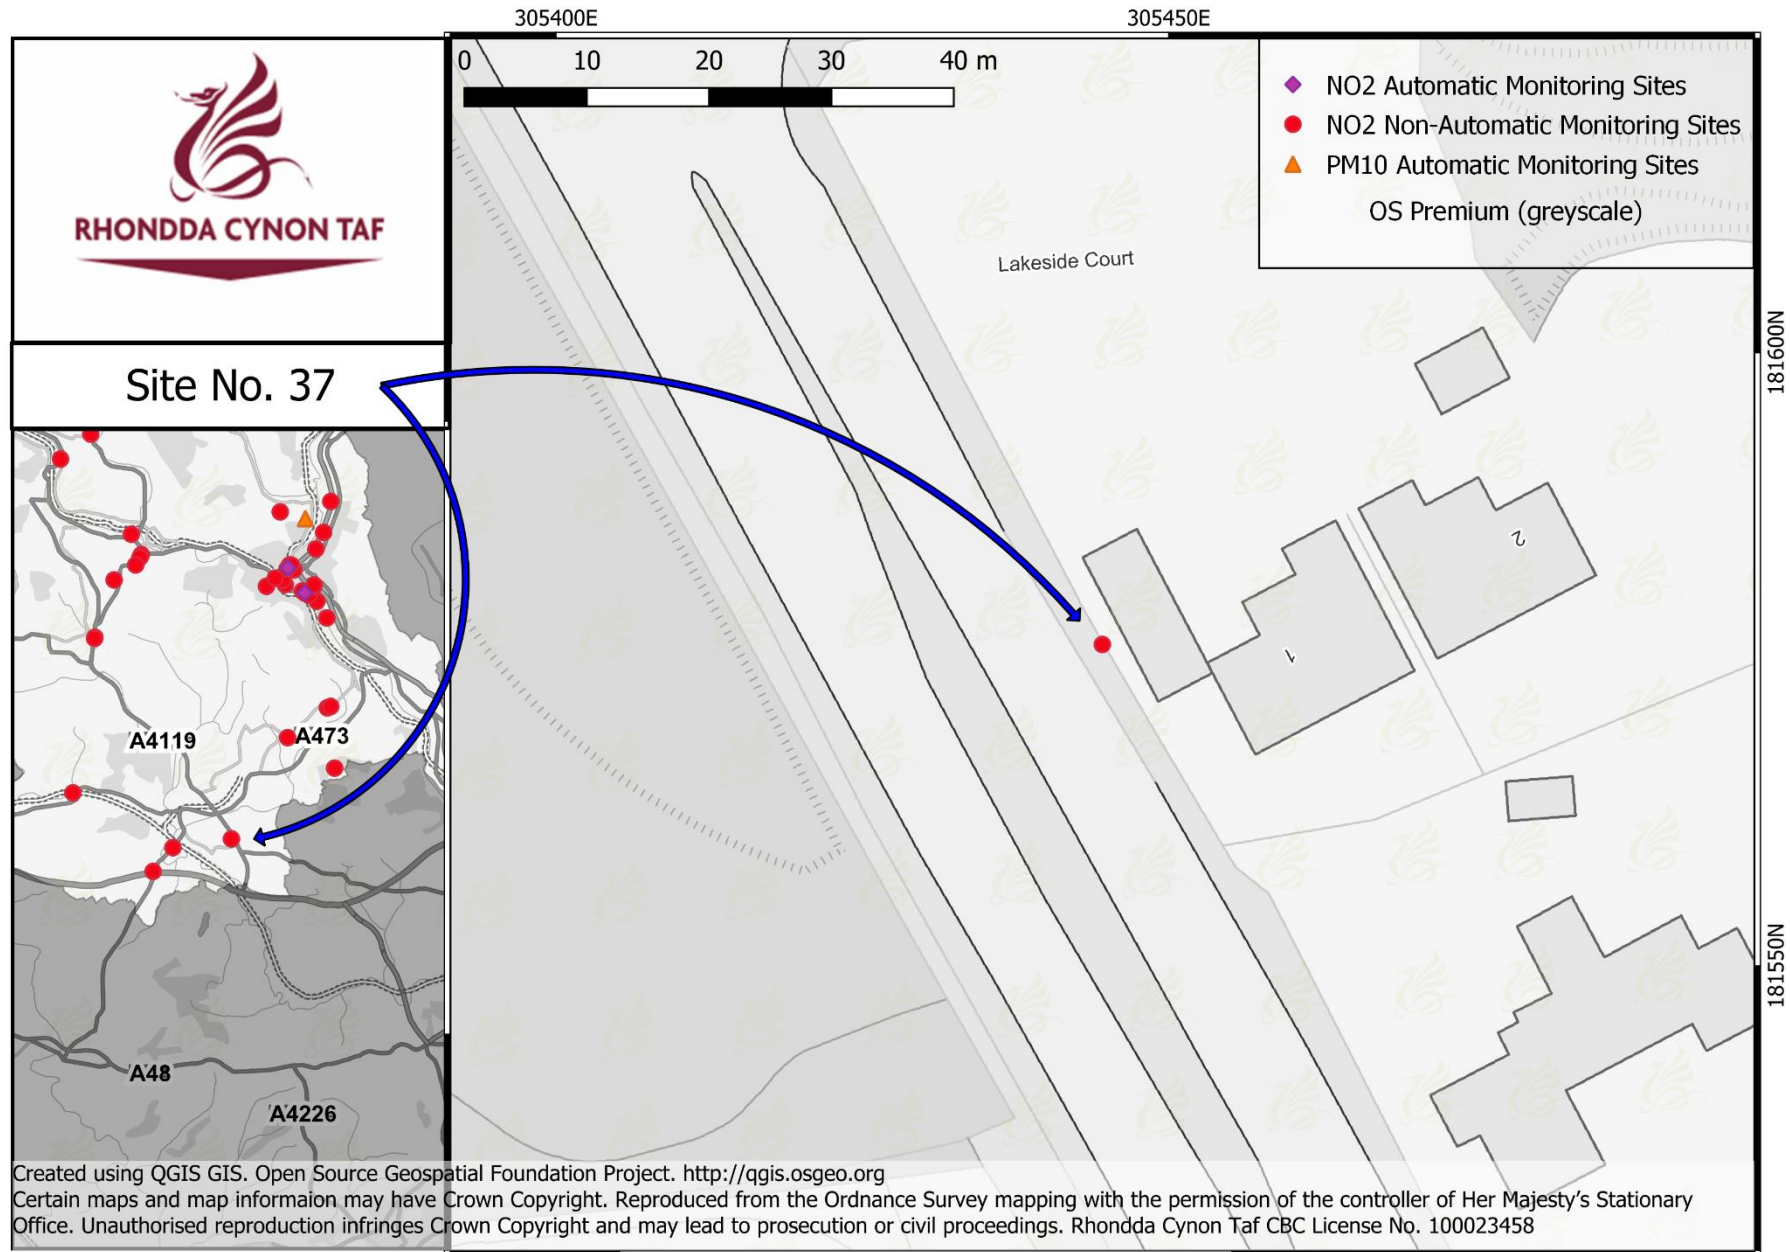 305400E
305450E
0
10
20
30
40 m
NO2 Automatic Monitoring Sites
NO2 Non-Automatic Monitoring Sites
PM10 Automatic Monitoring Sites
OS Premium (greyscale)
RHONDDA CYNON TAF
Lakeside Court
181600N
Site No. 37
2
1
A4119
A473
181550N
A48
A4226
Created using QGIS GIS. Open Source Geospatial Foundation Project. http://qgis.osgeo.org
Certain maps and map informaion may have Crown Copyright. Reproduced from the Ordnance Survey mapping with the permission of the controller of Her Majesty's Stationary
Office. Unauthorised reproduction infringes Crown Copyright and may lead to prosecution or civil proceedings. Rhondda Cynon Taf CBC License No. 100023458